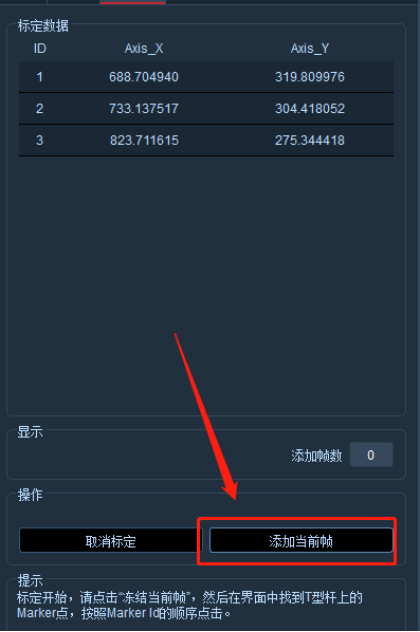 标定数据
ID Axis_X Axis_Y
1 688.704940 319.809976
2 733.137517 304.418052
3 823.711615 275.344418
显示
添加帧数 0
操作
取消标定 添加当前帧
提示
标定开始，请点击“冻结当前帧”，然后在界面中找到T型杆上的
Marker点，按照Marker Id的顺序点击。